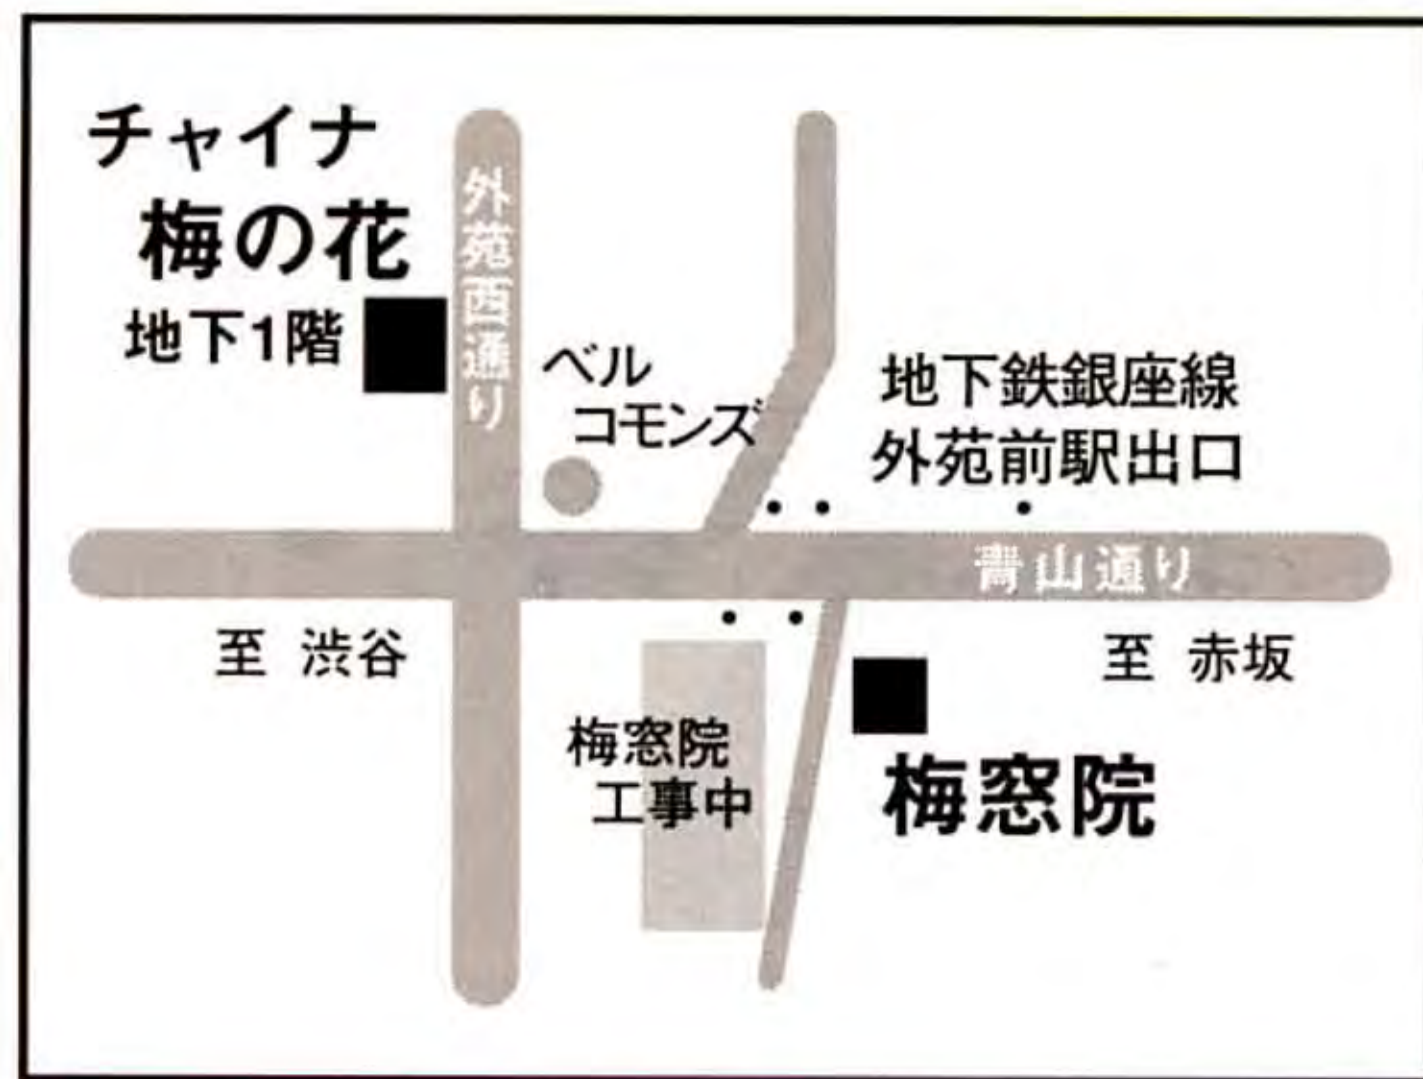 チャイナ
梅の花
地下1階
外苑西通り
ベル
コモンズ
地下鉄銀座線
外苑前駅出口
青山通り
至 渋谷
至 赤坂
梅窓院
工事中
梅窓院